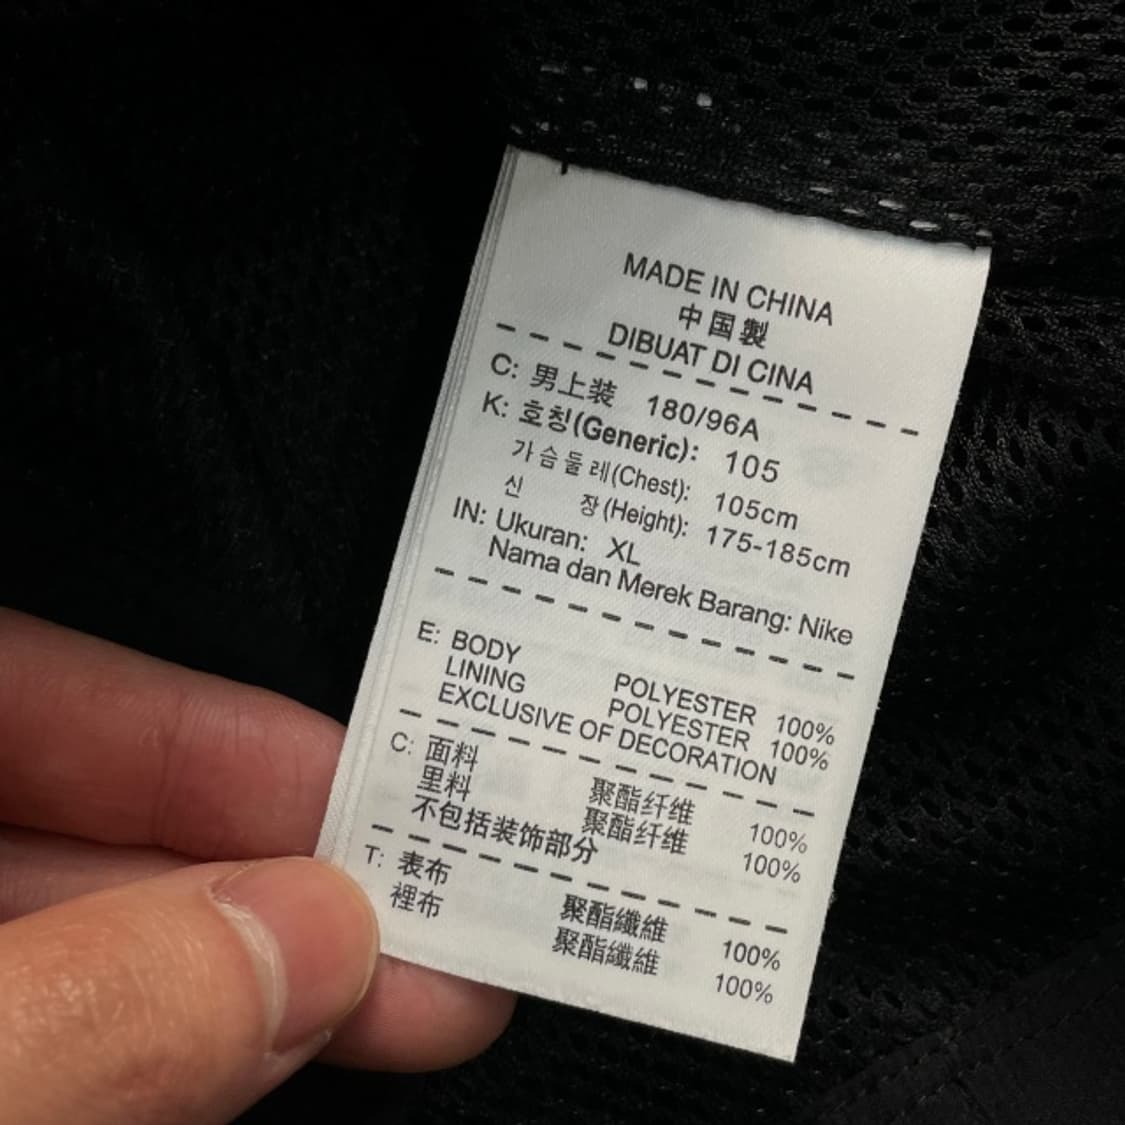 MADE IN CHINA
中国製
DIBUAT DI CINA
C: 男上装 180/96A
K: 호칭(Generic): 105
가슴둘레(Chest): 105cm
신 장(Height): 175-185cm
IN: Ukuran: XL
Nama dan Merek Barang: Nike
E: BODY POLYESTER 100%
LINING POLYESTER 100%
EXCLUSIVE OF DECORATION
C: 面料 聚酯纤维 100%
里料 聚酯纤维 100%
不包括装饰部分
T: 表布 聚酯纖維 100%
裡布 聚酯纖維 100%